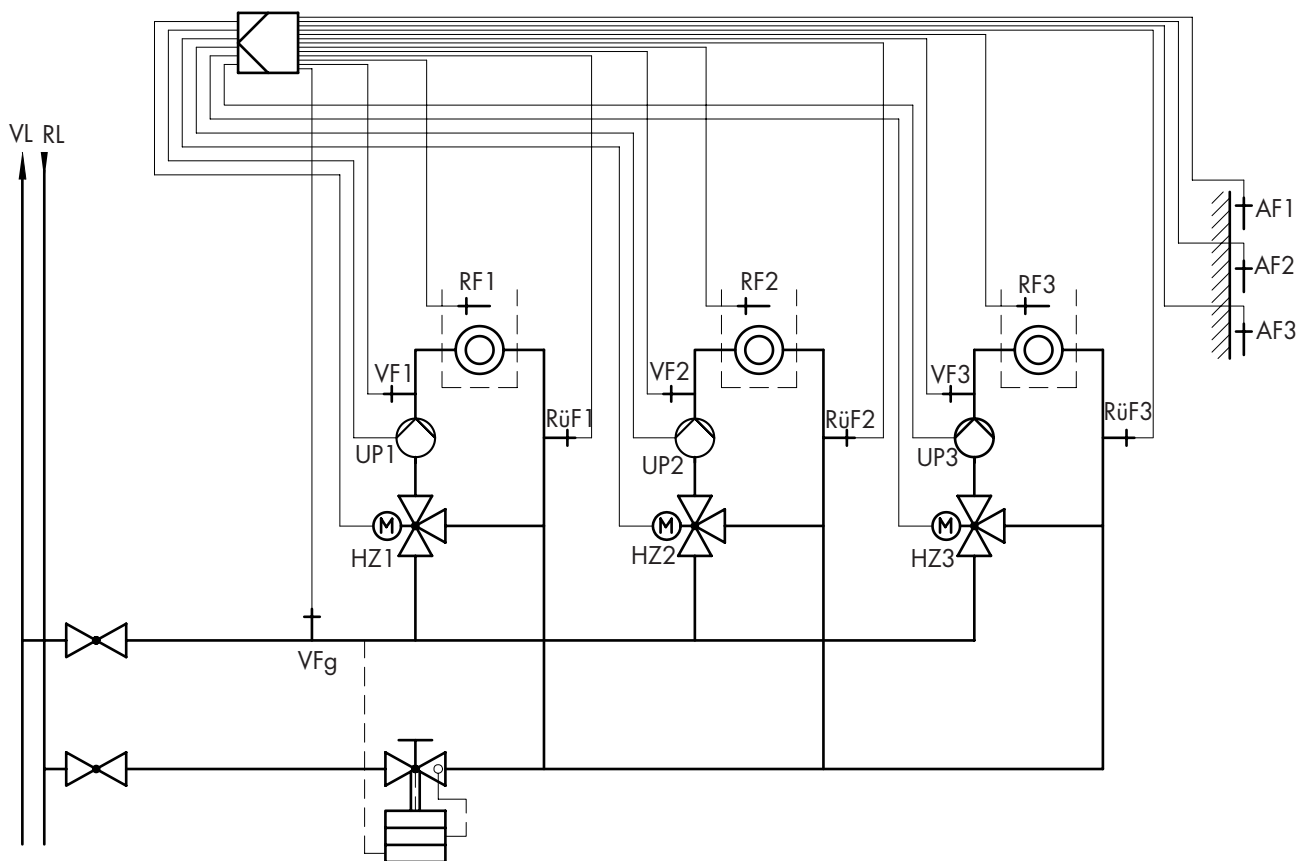 VL RL
AF1
AF2
AF3
RF1 RF2 RF3
VF1 VF2 VF3
RüF1 RüF2 RüF3
UP1 UP2 UP3
M M M
HZ1 HZ2 HZ3
VFg